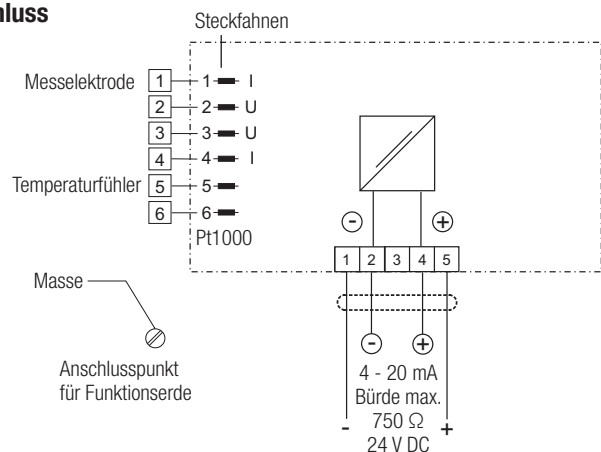 nluss
Steckfahnen
Messelektrode 1 1 I
2 2 U
3 3 U
4 4 I
Temperaturfühler 5 5
6 6
Pt1000
- +
1 2 3 4 5
Masse
Anschlusspunkt
für Funktionserde
- +
4 - 20 mA
Bürde max.
750 Ω
- +
24 V DC